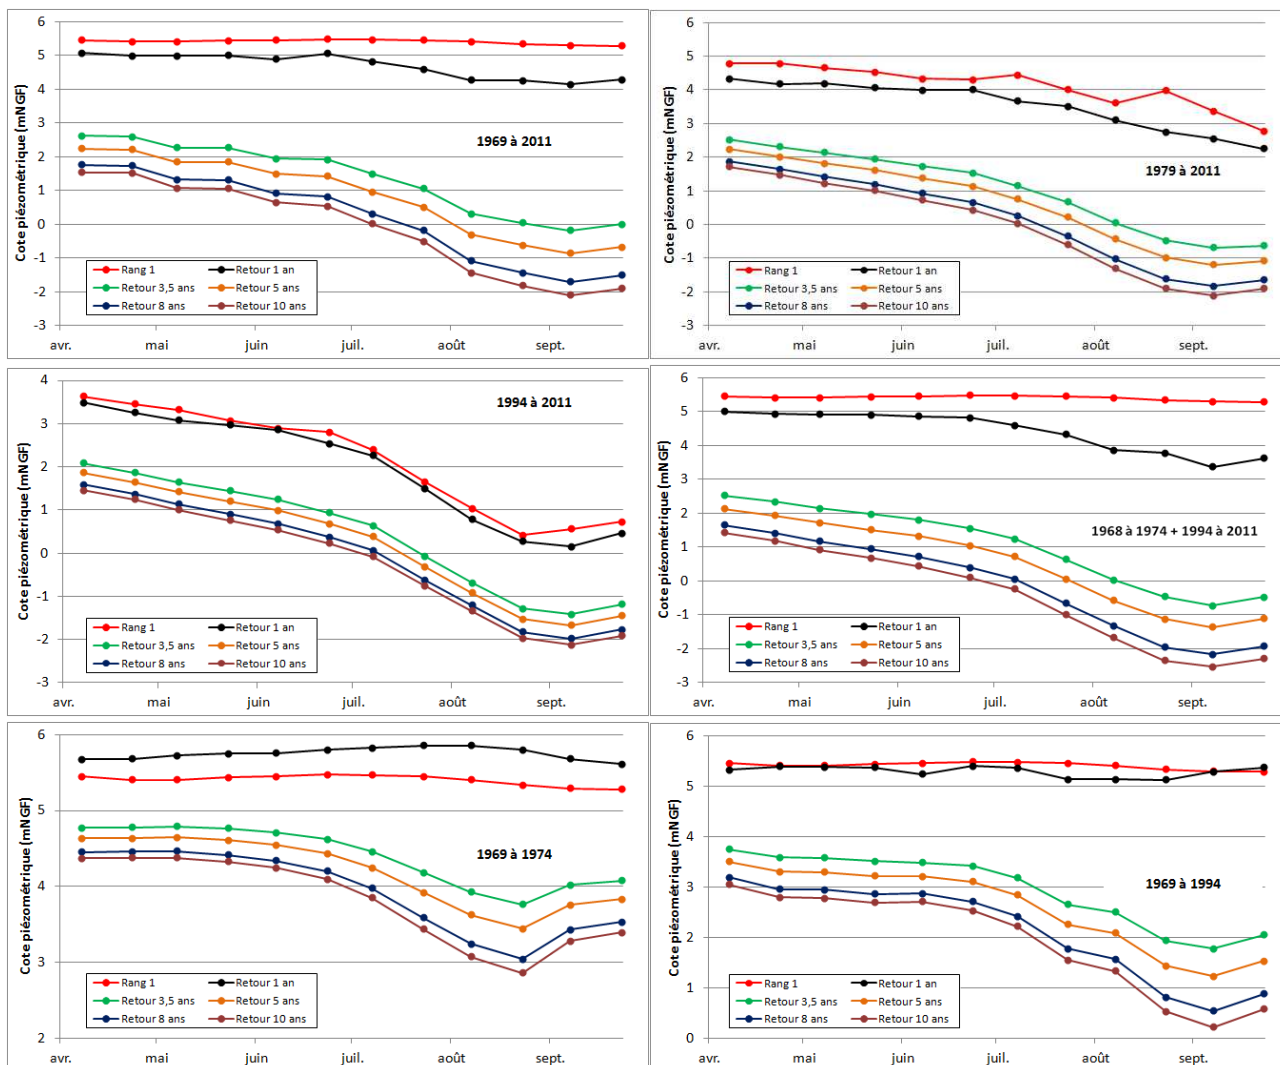 Cote piézométrique (mNGF)
6
5
4
3
2
1
0
-1
-2
-3
1969 à 2011
Rang 1
Retour 1 an
Retour 3,5 ans
Retour 5 ans
Retour 8 ans
Retour 10 ans
avr.
mai
juin
juil.
août
sept.
Cote piézométrique (mNGF)
6
5
4
3
2
1
0
-1
-2
-3
1979 à 2011
Rang 1
Retour 1 an
Retour 3,5 ans
Retour 5 ans
Retour 8 ans
Retour 10 ans
avr.
mai
juin
juil.
août
sept.
Cote piézométrique (mNGF)
4
3
2
1
0
-1
-2
-3
1994 à 2011
Rang 1
Retour 1 an
Retour 3,5 ans
Retour 5 ans
Retour 8 ans
Retour 10 ans
avr.
mai
juin
juil.
août
sept.
Cote piézométrique (mNGF)
6
5
4
3
2
1
0
-1
-2
-3
1968 à 1974 + 1994 à 2011
Rang 1
Retour 1 an
Retour 3,5 ans
Retour 5 ans
Retour 8 ans
Retour 10 ans
avr.
mai
juin
juil.
août
sept.
Cote piézométrique (mNGF)
6
5
4
3
2
1969 à 1974
Rang 1
Retour 1 an
Retour 3,5 ans
Retour 5 ans
Retour 8 ans
Retour 10 ans
avr.
mai
juin
juil.
août
sept.
Cote piézométrique (mNGF)
6
5
4
3
2
1
0
1969 à 1994
Rang 1
Retour 1 an
Retour 3,5 ans
Retour 5 ans
Retour 8 ans
Retour 10 ans
avr.
mai
juin
juil.
août
sept.